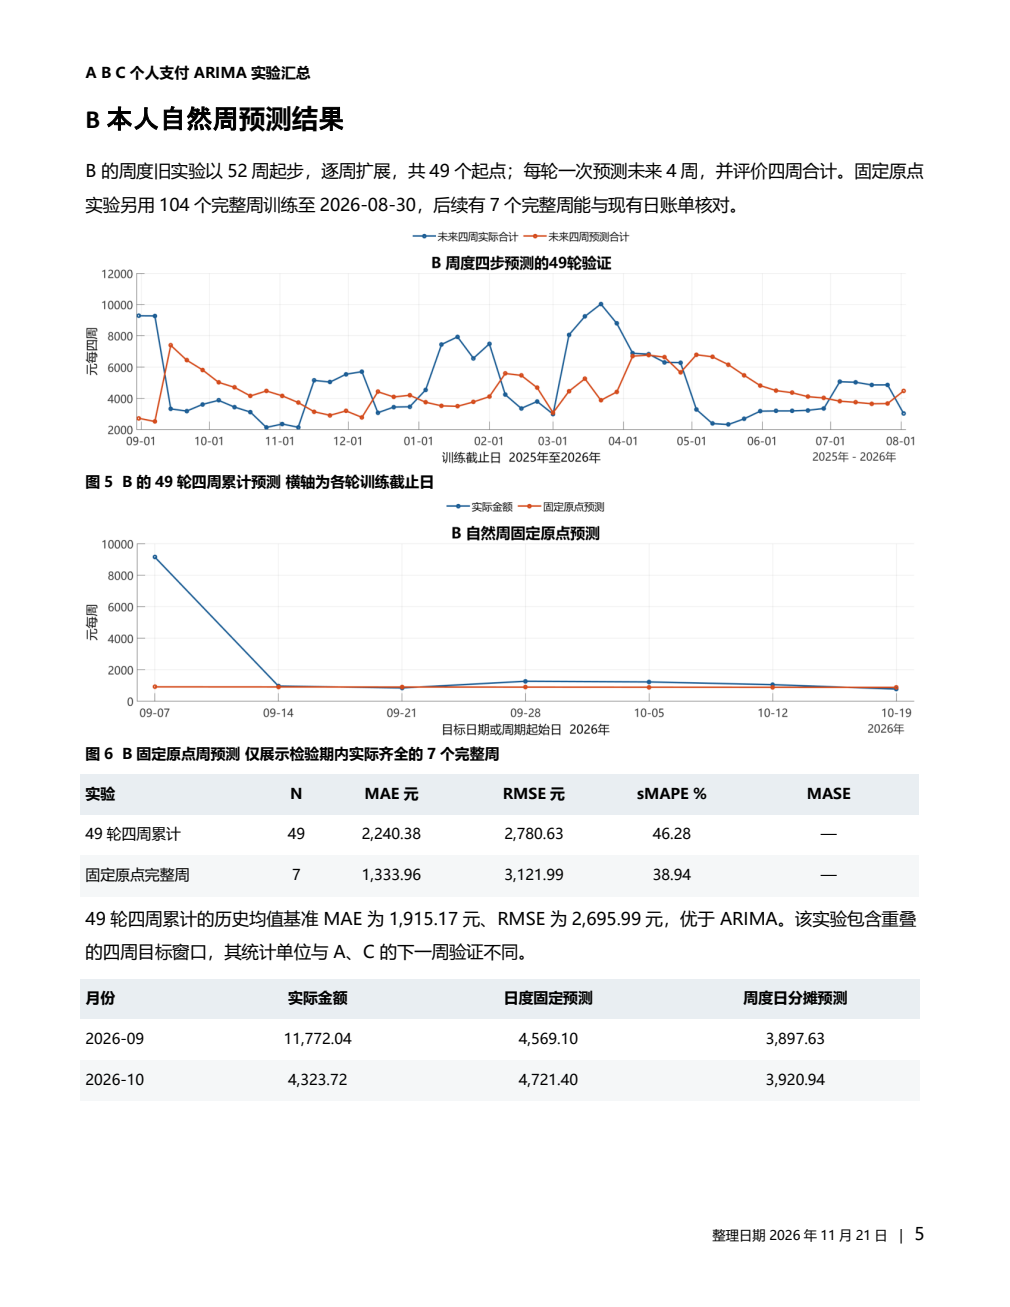 A B C 个人支付 ARIMA 实验汇总
B 本人自然周预测结果
B 的周度旧实验以 52 周起步，逐周扩展，共 49 个起点；每轮一次预测未来 4 周，并评价四周合计。固定原点
实验另用 104 个完整周训练至 2026-08-30，后续有 7 个完整周能与现有日账单核对。
未来四周实际合计 未来四周预测合计
B 周度四步预测的49轮验证
元每四周
12000
10000
8000
6000
4000
2000
09-01 10-01 11-01 12-01 01-01 02-01 03-01 04-01 05-01 06-01 07-01 08-01
训练截止日 2025年至2026年
2025年 - 2026年
图 5 B 的 49 轮四周累计预测 横轴为各轮训练截止日
实际金额 固定原点预测
B 自然周固定原点预测
元每周
10000
8000
6000
4000
2000
0
09-07 09-14 09-21 09-28 10-05 10-12 10-19
目标日期或周期起始日 2026年
2026年
图 6 B 固定原点周预测 仅展示检验期内实际齐全的 7 个完整周
实验 N MAE 元 RMSE 元 sMAPE % MASE
49 轮四周累计 49 2,240.38 2,780.63 46.28 —
固定原点完整周 7 1,333.96 3,121.99 38.94 —
49 轮四周累计的历史均值基准 MAE 为 1,915.17 元、RMSE 为 2,695.99 元，优于 ARIMA。该实验包含重叠
的四周目标窗口，其统计单位与 A、C 的下一周验证不同。
月份 实际金额 日度固定预测 周度日分摊预测
2026-09 11,772.04 4,569.10 3,897.63
2026-10 4,323.72 4,721.40 3,920.94
整理日期 2026 年 11 月 21 日 | 5